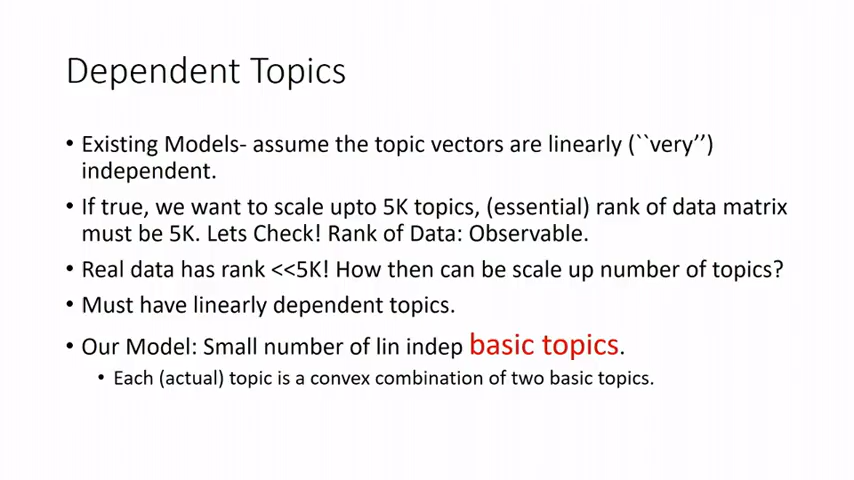 Dependent Topics
• Existing Models- assume the topic vectors are linearly (``very’’)
independent.
• If true, we want to scale upto 5K topics, (essential) rank of data matrix
must be 5K. Lets Check! Rank of Data: Observable.
• Real data has rank <<5K! How then can be scale up number of topics?
• Must have linearly dependent topics.
• Our Model: Small number of lin indep basic topics.
• Each (actual) topic is a convex combination of two basic topics.